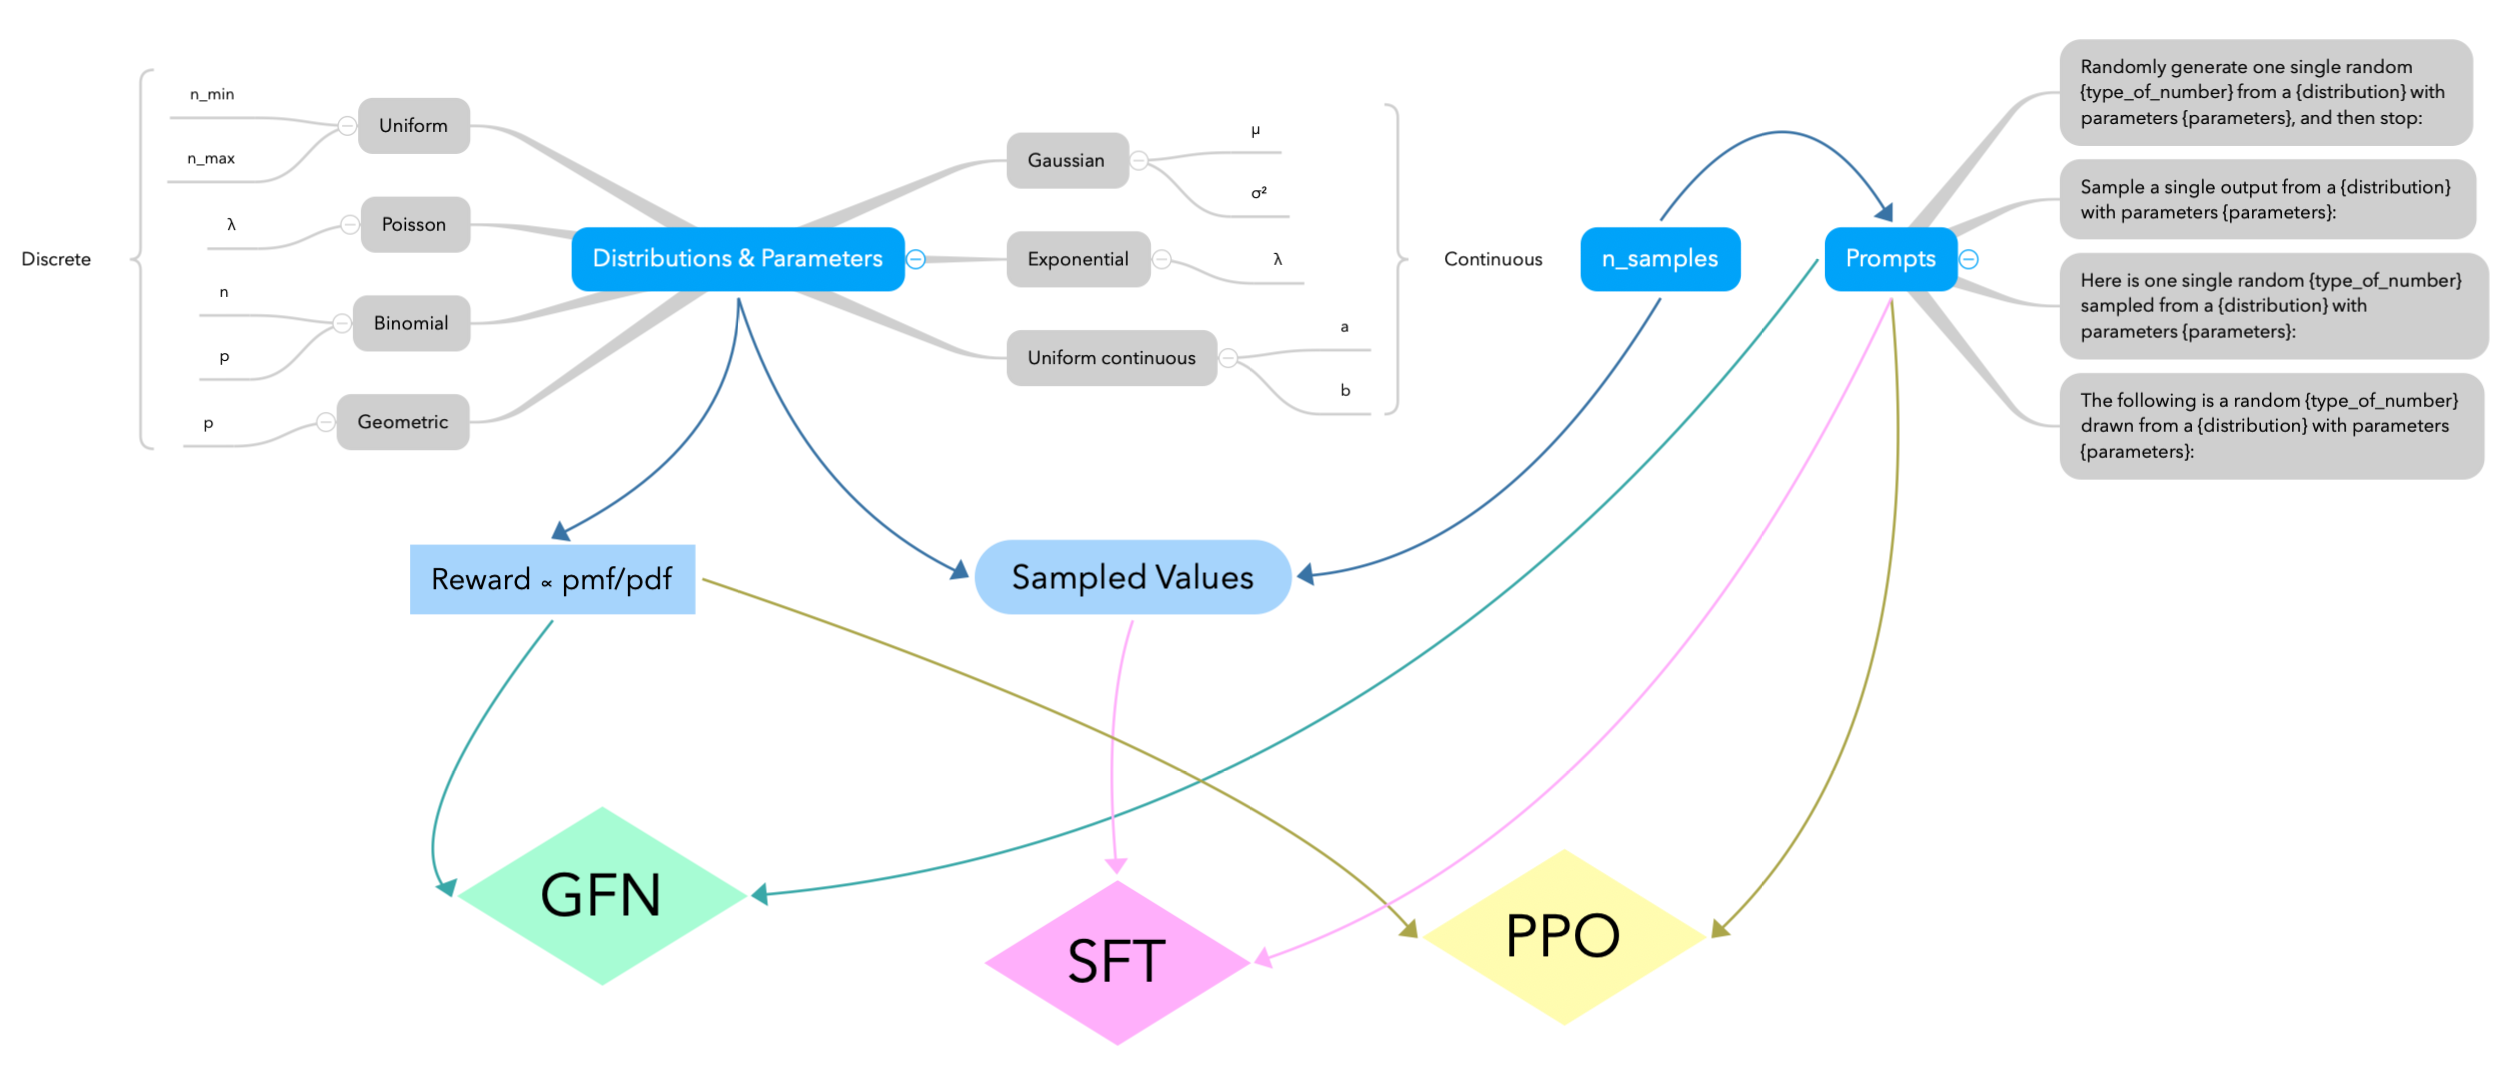 Discrete
n_min
n_max
Uniform
λ
Poisson
n
p
Binomial
p
Geometric
Distributions & Parameters
Gaussian
μ
σ²
Exponential
λ
Uniform continuous
a
b
Continuous
n_samples
Prompts
Randomly generate one single random
{type_of_number} from a {distribution} with
parameters {parameters}, and then stop:
Sample a single output from a {distribution}
with parameters {parameters}:
Here is one single random {type_of_number}
sampled from a {distribution} with
parameters {parameters}:
The following is a random {type_of_number}
drawn from a {distribution} with parameters
{parameters}:
Reward ∝ pmf/pdf
Sampled Values
GFN
SFT
PPO